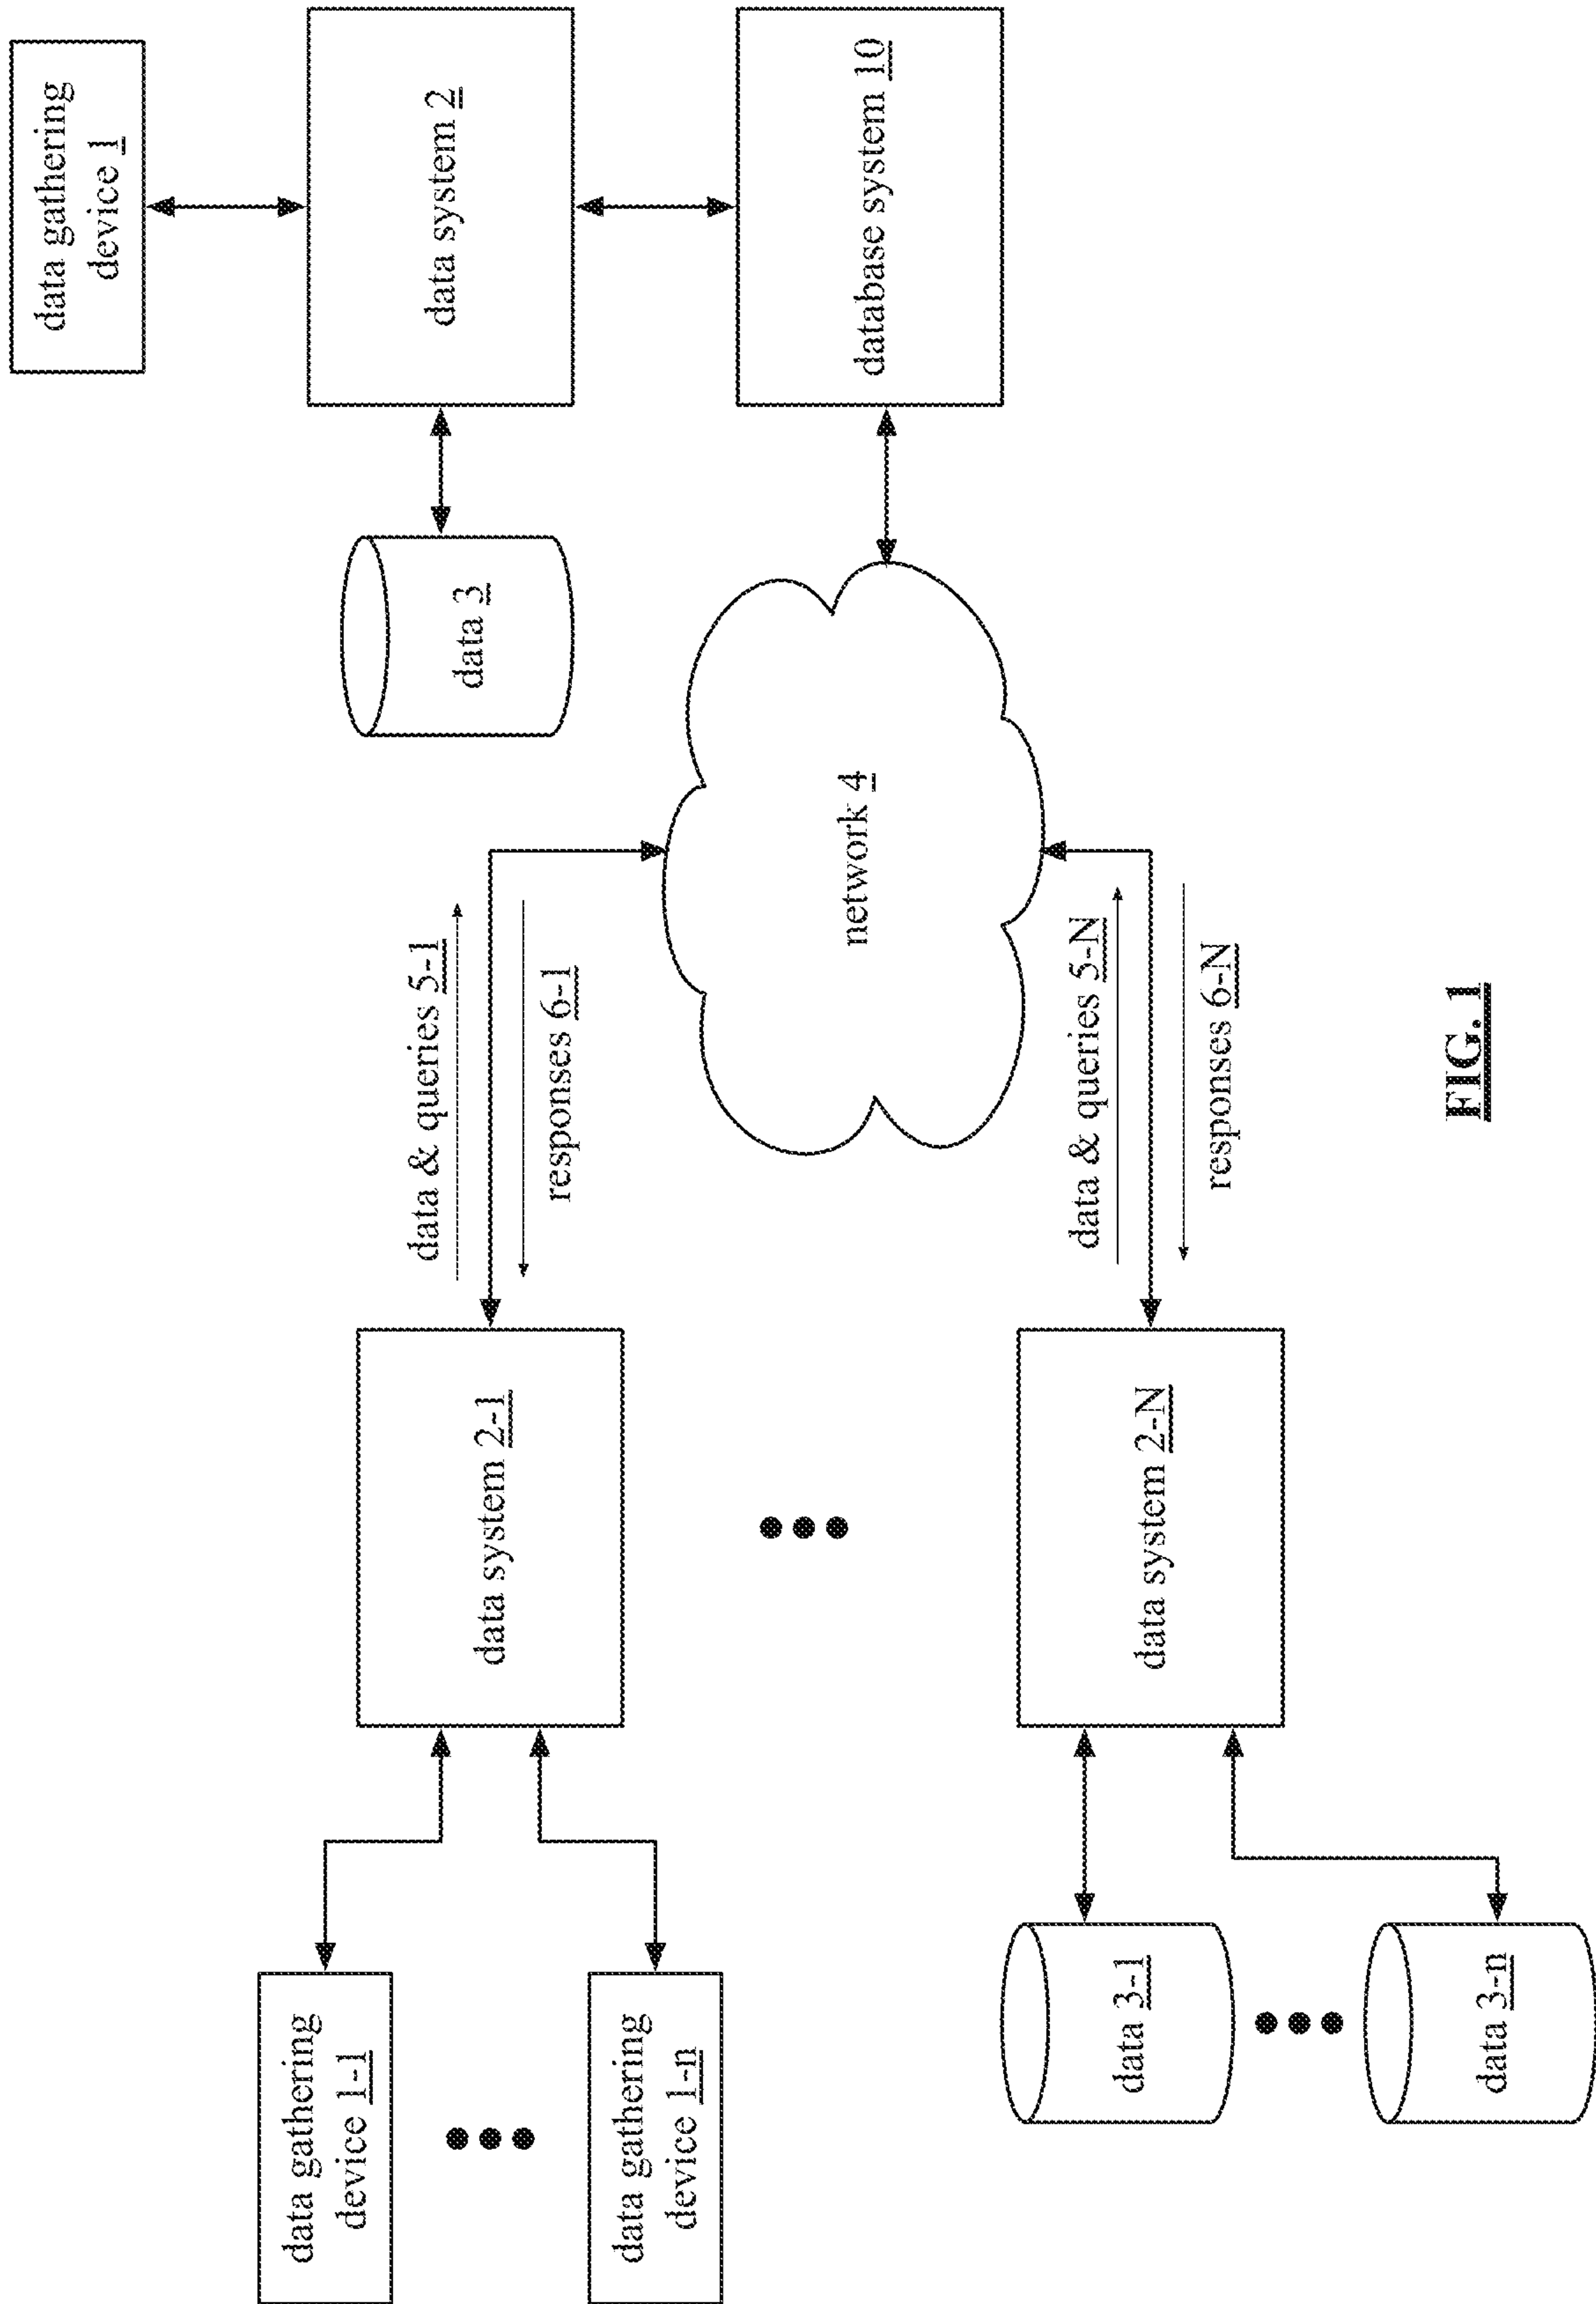 data gathering
device 1-1
data gathering
device 1-n
data system 2-1
data & queries 5-1
responses 6-1
data 3
data gathering
device 1
data system 2
network 4
database system 10
data 3-1
data 3-n
data system 2-N
data & queries 5-N
responses 6-N
FIG. 1